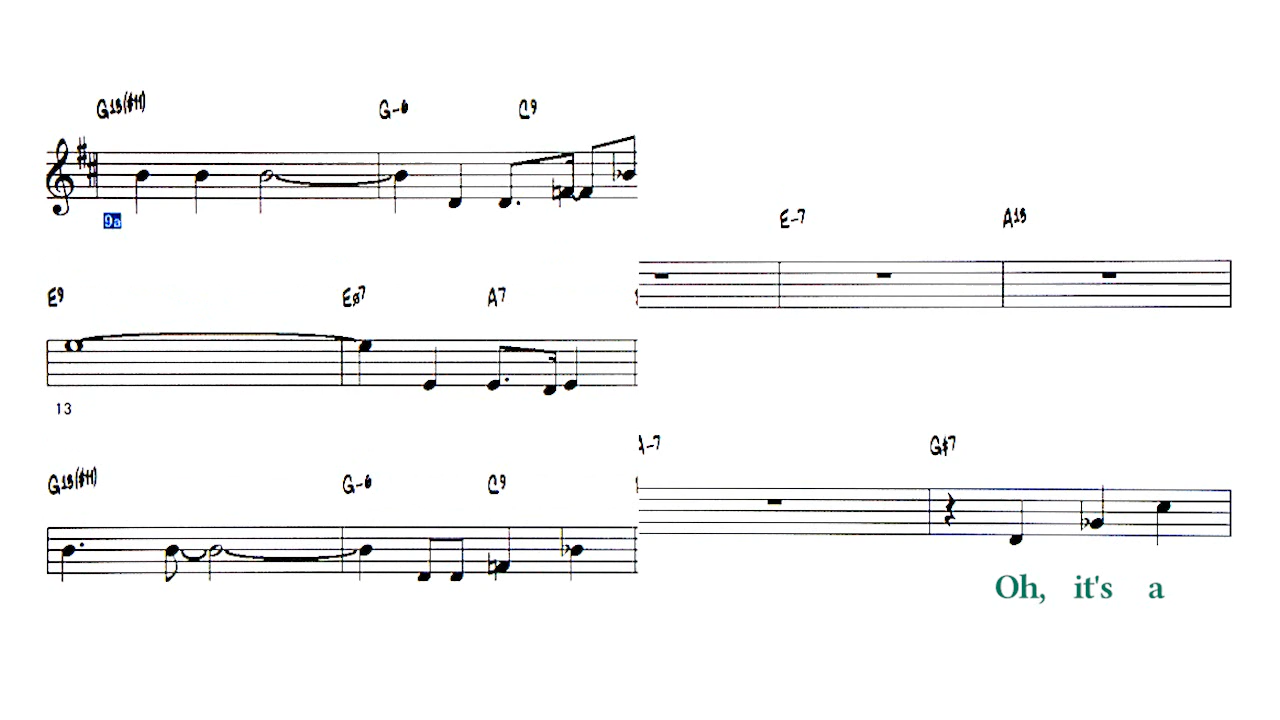 G13(#11) G-6 C9
9a
E-7 A13
E9 Eø7 A7
13
A-7 G#7
G13(#11) G-6 C9
Oh, it's a